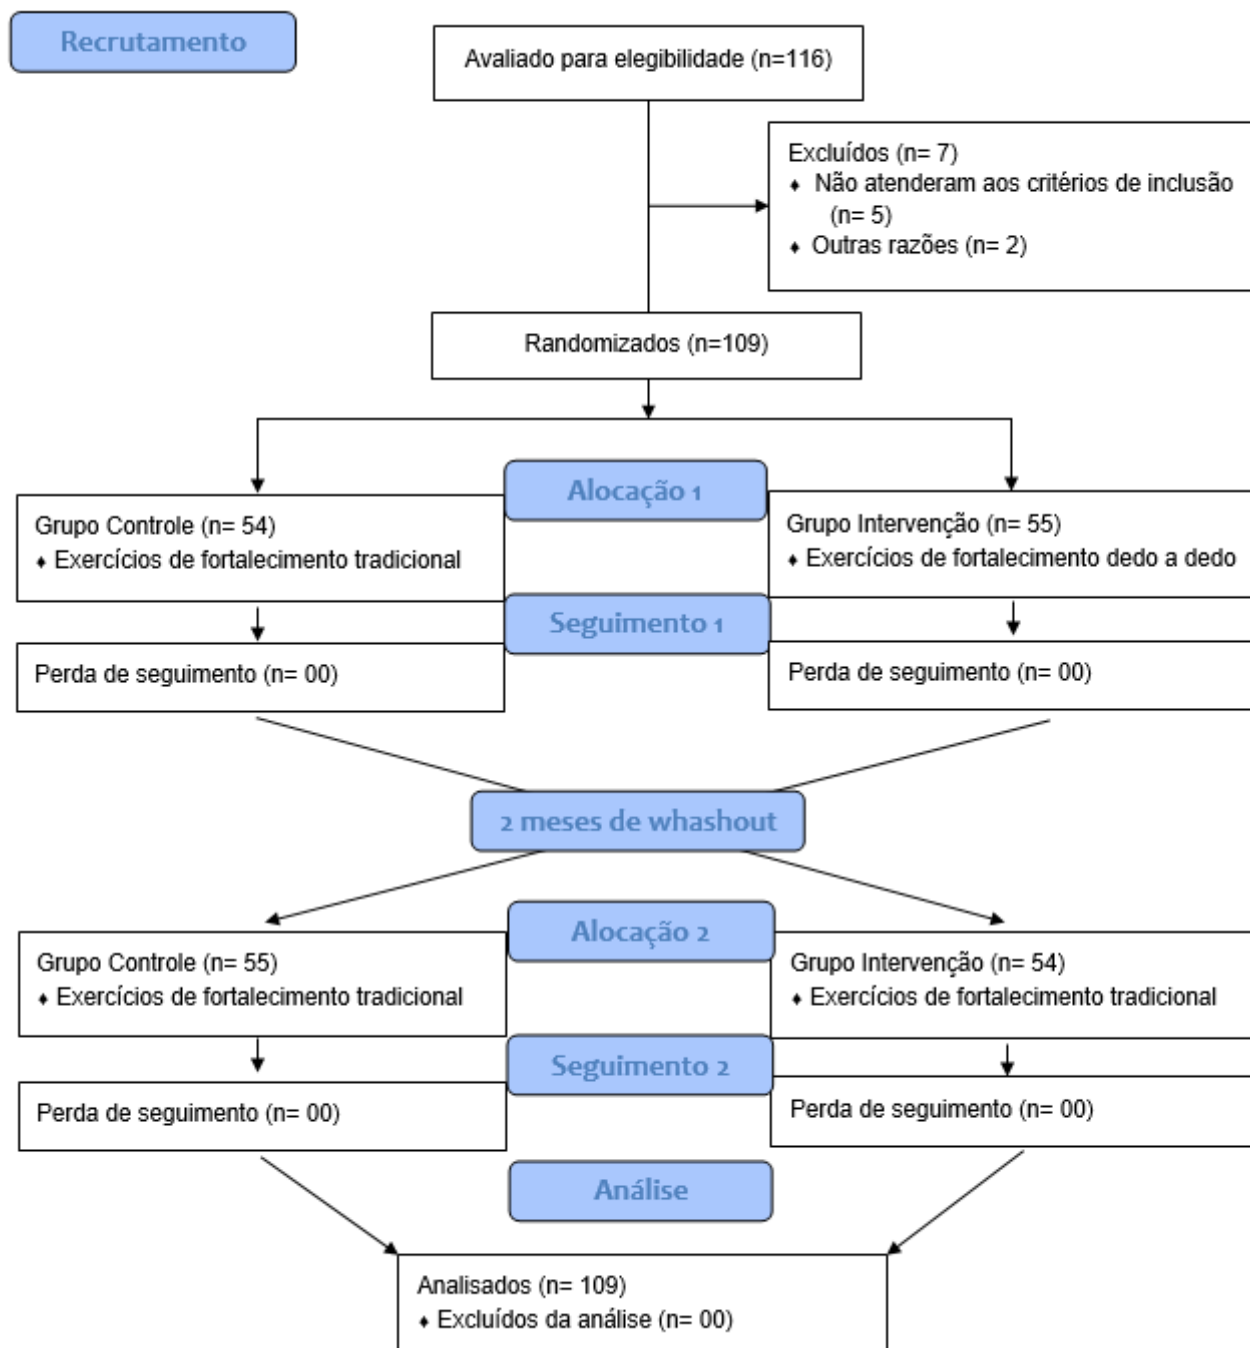 Recrutamento
Avaliado para elegibilidade (n=116)
Excluídos (n= 7)
♦ Não atenderam aos critérios de inclusão
(n= 5)
♦ Outras razões (n= 2)
Randomizados (n=109)
Alocação 1
Grupo Controle (n= 54)
♦ Exercícios de fortalecimento tradicional
Grupo Intervenção (n= 55)
♦ Exercícios de fortalecimento dedo a dedo
Seguimento 1
Perda de seguimento (n= 00)
Perda de seguimento (n= 00)
2 meses de whashout
Alocação 2
Grupo Controle (n= 55)
♦ Exercícios de fortalecimento tradicional
Grupo Intervenção (n= 54)
♦ Exercícios de fortalecimento tradicional
Seguimento 2
Perda de seguimento (n= 00)
Perda de seguimento (n= 00)
Análise
Analisados (n= 109)
♦ Excluídos da análise (n= 00)